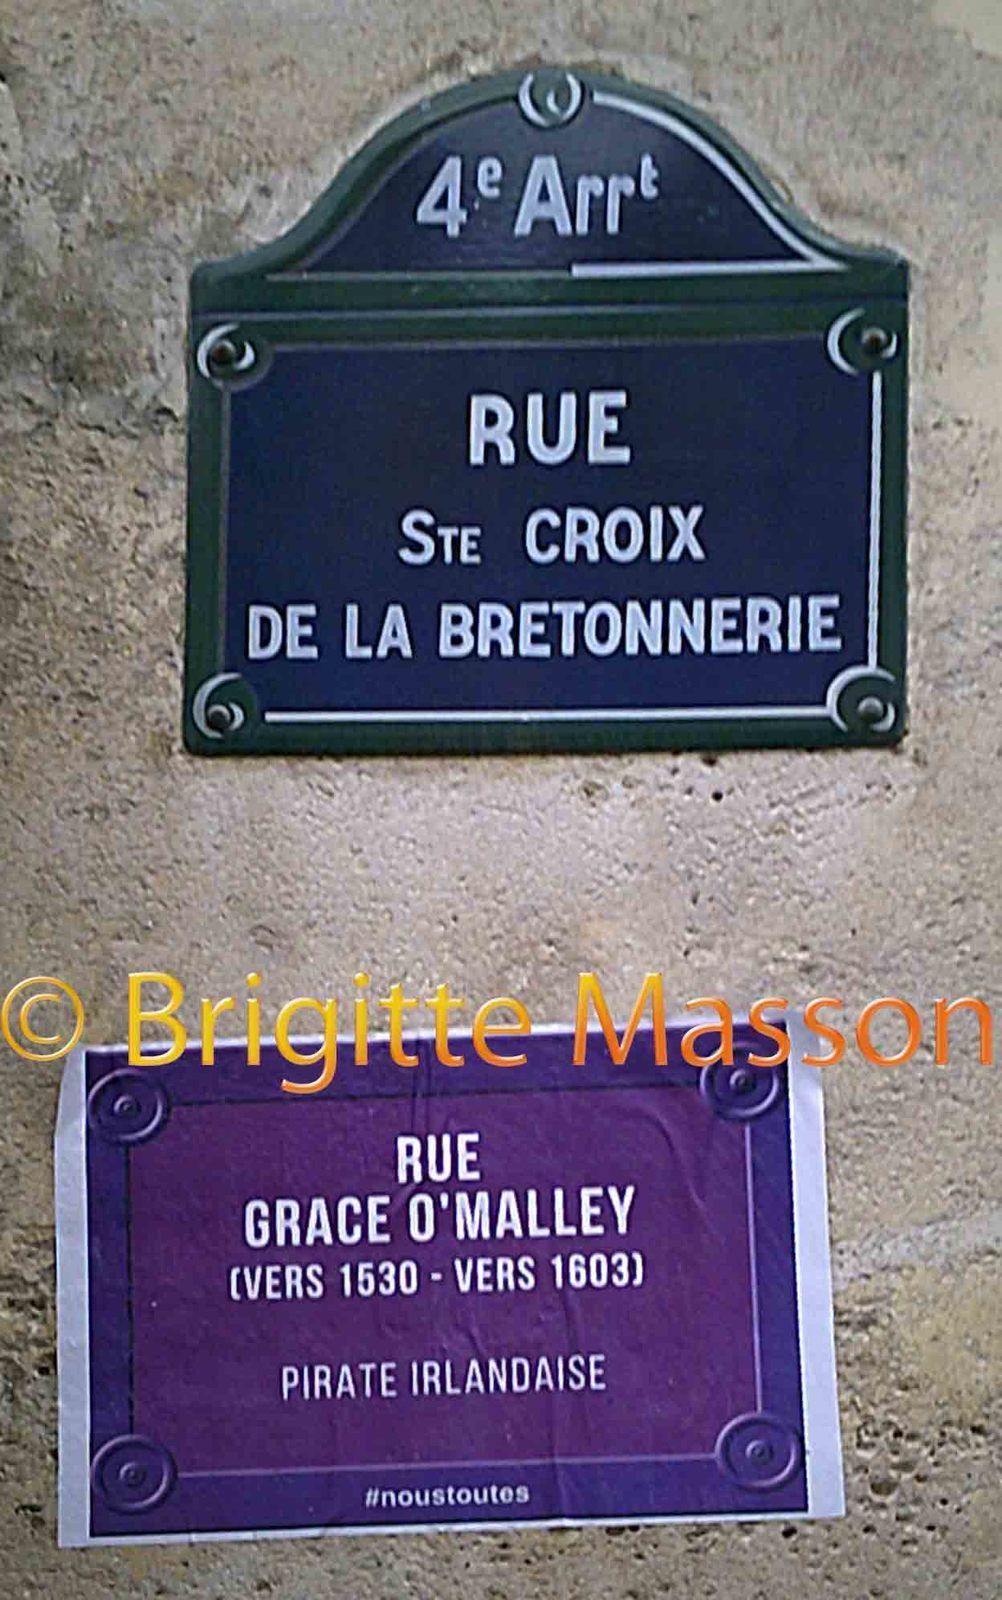 4e Arrt
RUE
STE CROIX
DE LA BRETONNERIE
© Brigitte Masson
RUE
GRACE O'MALLEY
(VERS 1530 - VERS 1603)
PIRATE IRLANDAISE
#noustoutes